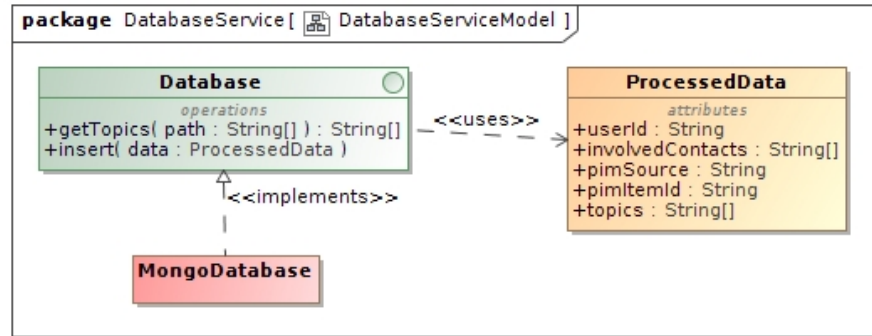 package DatabaseService[ DatabaseServiceModel ]
Database
operations
+getTopics( path : String[] ) : String[]
+insert( data : ProcessedData )
<<uses>>
ProcessedData
attributes
+userId : String
+involvedContacts : String[]
+pimSource : String
+pimItemId : String
+topics : String[]
<<implements>>
MongoDatabase